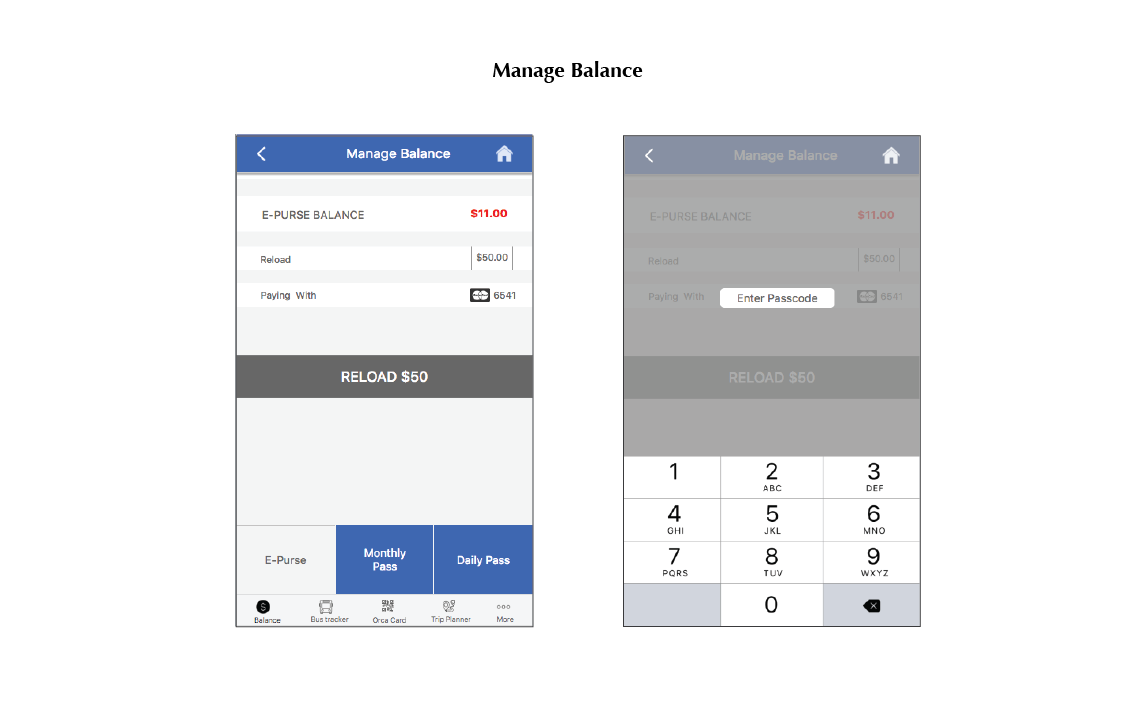 Manage Balance
Manage Balance
E-PURSE BALANCE $11.00
Reload $50.00
Paying With 6541
RELOAD $50
E-Purse
Monthly
Pass
Daily Pass
$
Balance
Bus tracker
Orca Card
Trip Planner
More
Manage Balance
E-PURSE BALANCE $11.00
Reload $50.00
Paying With Enter Passcode 6541
RELOAD $50
1 2 3
ABC DEF
4 5 6
GHI JKL MNO
7 8 9
PQRS TUV WXYZ
0